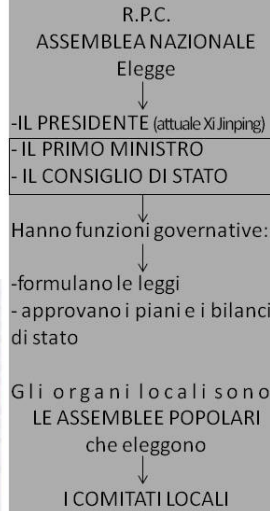 R.P.C.
ASSEMBLEA NAZIONALE
Elegge
-IL PRESIDENTE (attuale Xi Jinping)
- IL PRIMO MINISTRO
- IL CONSIGLIO DI STATO
Hanno funzioni governative:
-formulano le leggi
- approvano i piani e i bilanci
di stato
Gli organi locali sono
LE ASSEMBLEE POPOLARI
che eleggono
I COMITATI LOCALI